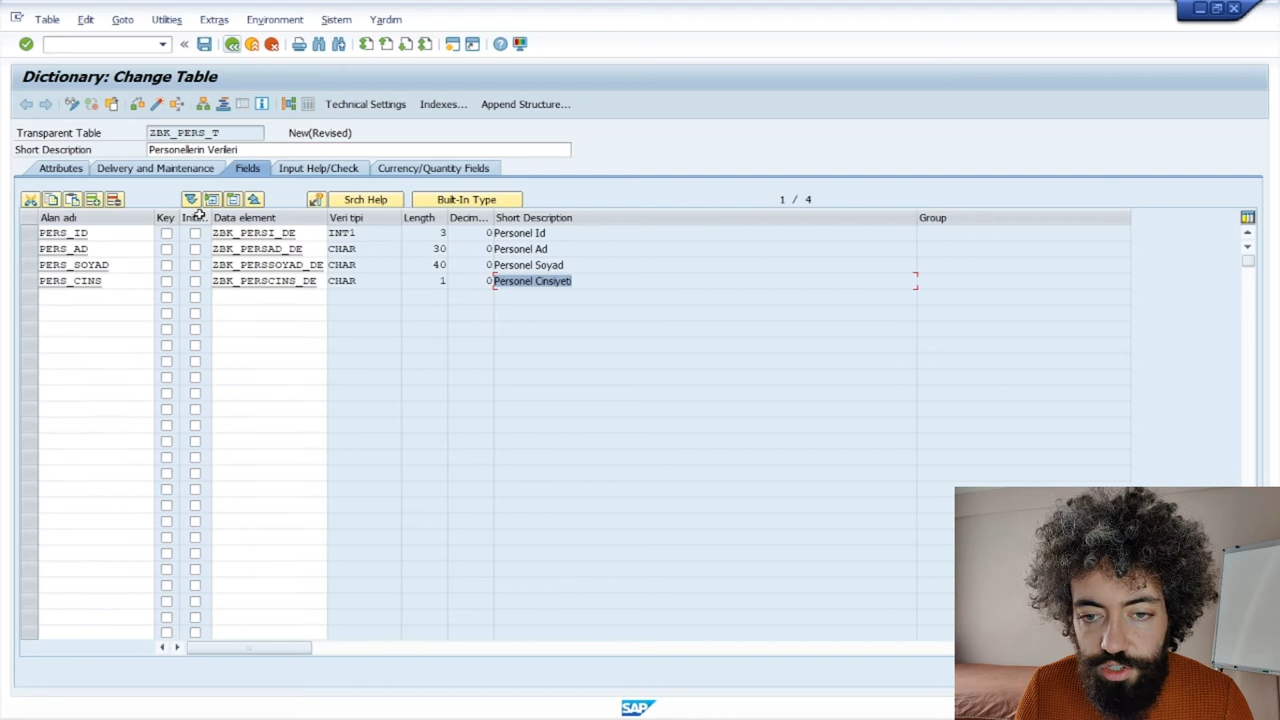 Table Edit Goto Utilities Extras Environment Sistem Yardım
Dictionary: Change Table
Technical Settings Indexes... Append Structure...
Transparent Table ZBK_PERS_T New(Revised)
Short Description Personellerin Verileri
Attributes Delivery and Maintenance Fields Input Help/Check Currency/Quantity Fields
Srch Help Built-In Type 1 / 4
Alan adı Key Data element Veri tipi Length Decim... Short Description Group
PERS_ID ZBK_PERSI_DE INT1 3 0 Personel Id
PERS_AD ZBK_PERSAD_DE CHAR 30 0 Personel Ad
PERS_SOYAD ZBK_PERSSOYAD_DE CHAR 40 0 Personel Soyad
PERS_CINS ZBK_PERSCINS_DE CHAR 1 0 Personel Cinsiyeti
SAP